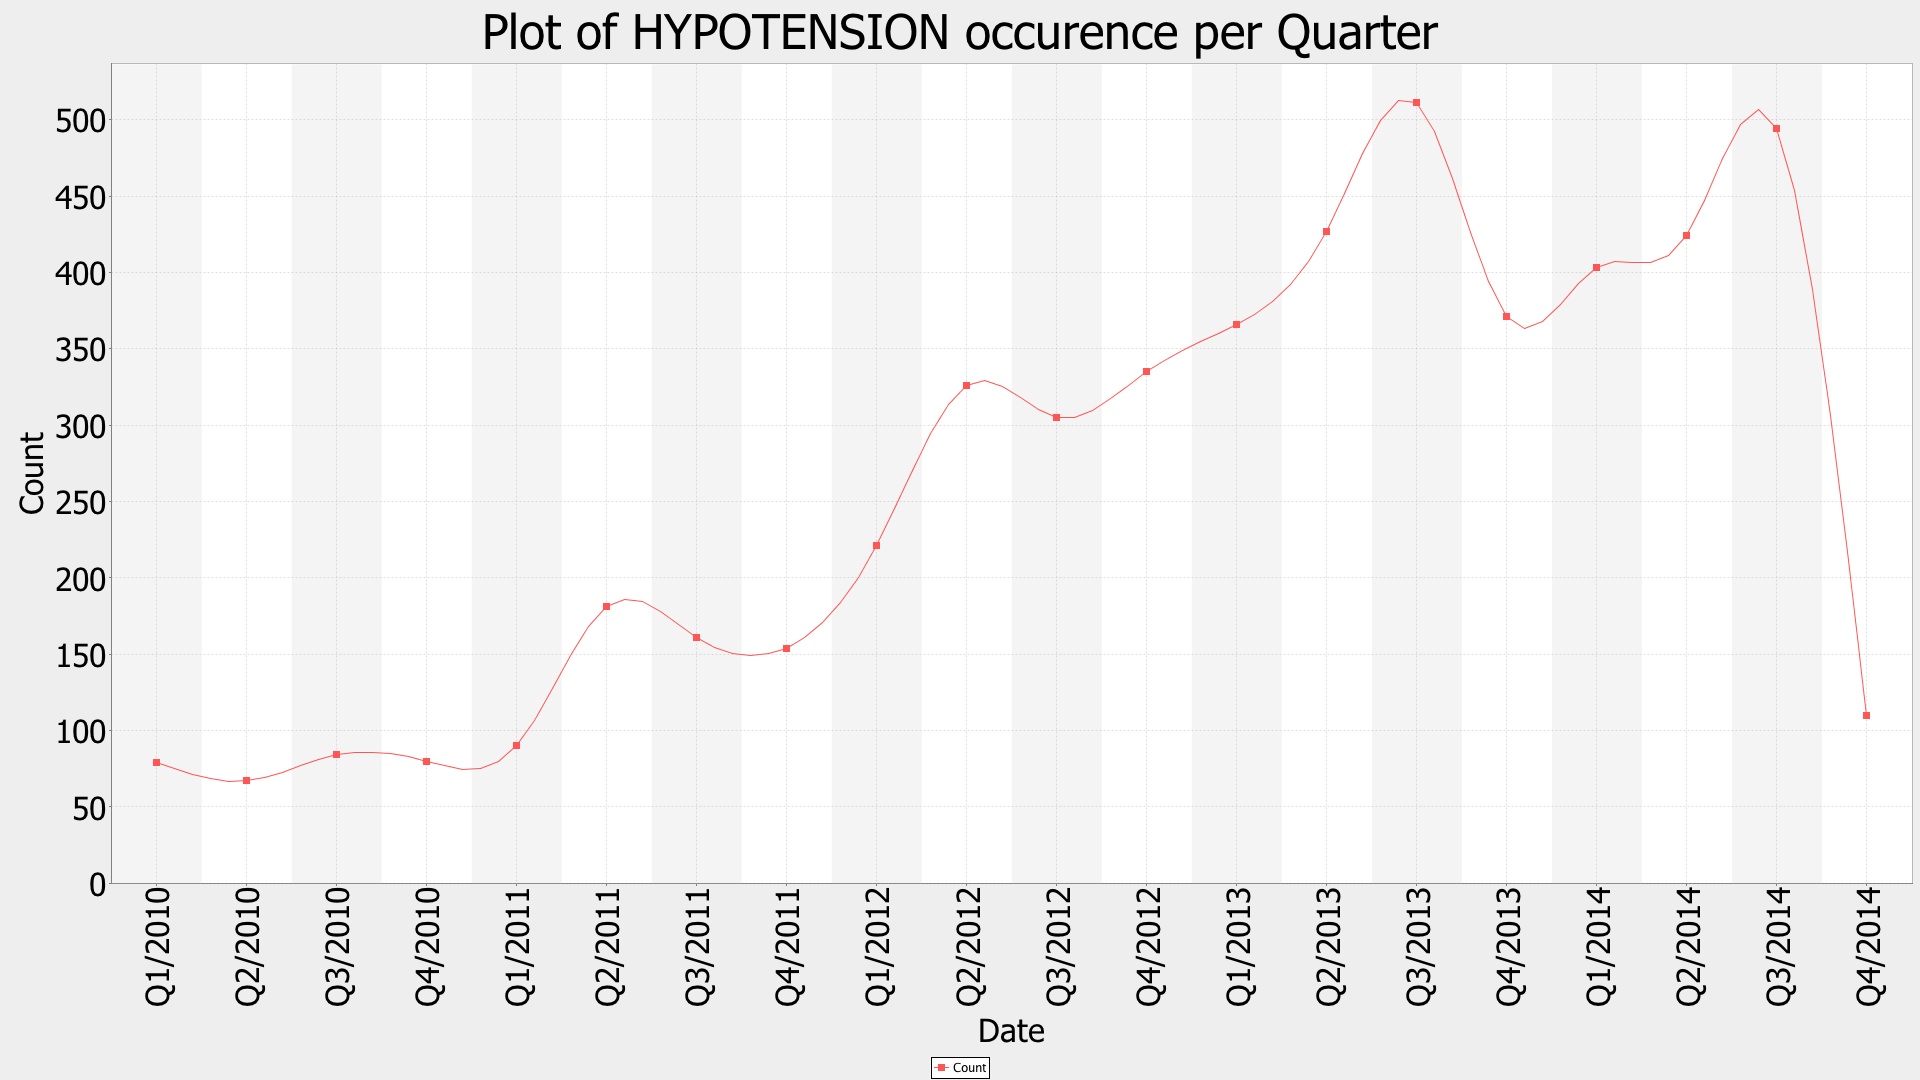 Plot of HYPOTENSION occurence per Quarter
Count
500
450
400
350
300
250
200
150
100
50
0
Q1/2010
Q2/2010
Q3/2010
Q4/2010
Q1/2011
Q2/2011
Q3/2011
Q4/2011
Q1/2012
Q2/2012
Q3/2012
Q4/2012
Q1/2013
Q2/2013
Q3/2013
Q4/2013
Q1/2014
Q2/2014
Q3/2014
Q4/2014
Date
Count